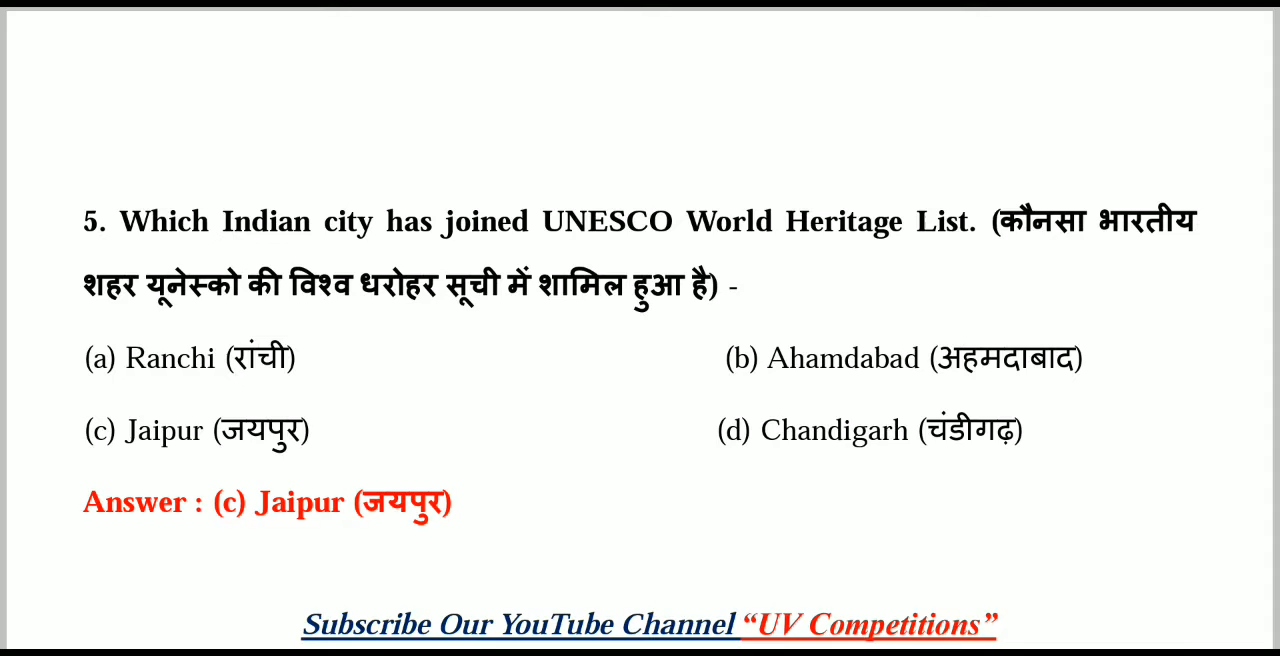 5. Which Indian city has joined UNESCO World Heritage List. (कौनसा भारतीय
शहर यूनेस्को की विश्व धरोहर सूची में शामिल हुआ है) -
(a) Ranchi (रांची) (b) Ahamdabad (अहमदाबाद)
(c) Jaipur (जयपुर) (d) Chandigarh (चंडीगढ़)
Answer : (c) Jaipur (जयपुर)
Subscribe Our YouTube Channel “UV Competitions”